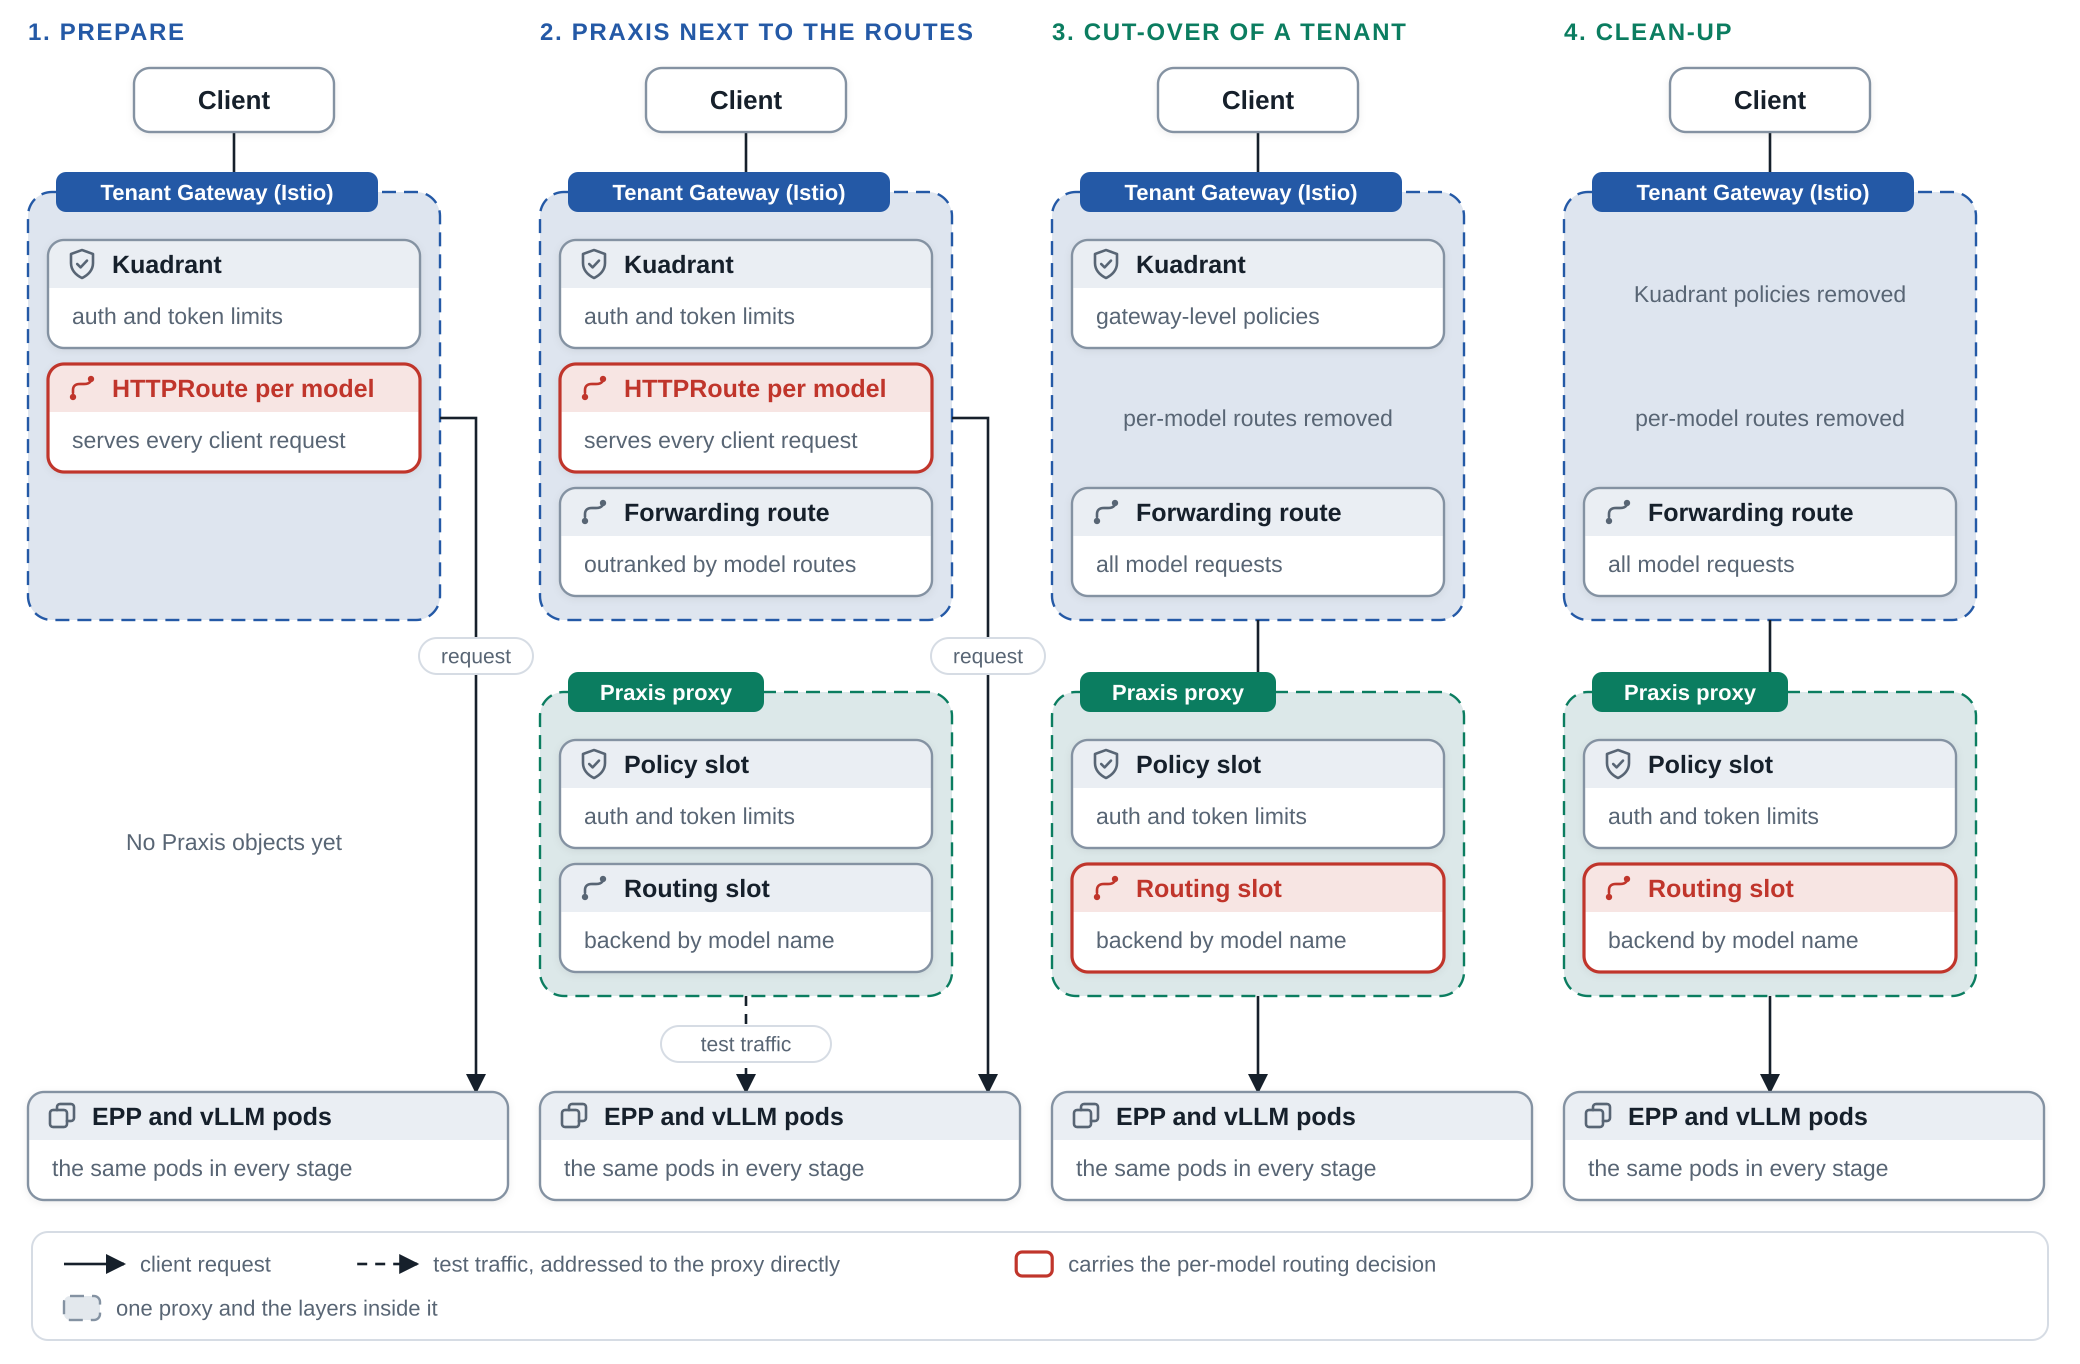 1. PREPARE
Client
Tenant Gateway (Istio)
Kuadrant
auth and token limits
HTTPRoute per model
serves every client request
request
No Praxis objects yet
EPP and vLLM pods
the same pods in every stage
2. PRAXIS NEXT TO THE ROUTES
Client
Tenant Gateway (Istio)
Kuadrant
auth and token limits
HTTPRoute per model
serves every client request
Forwarding route
outranked by model routes
request
Praxis proxy
Policy slot
auth and token limits
Routing slot
backend by model name
test traffic
EPP and vLLM pods
the same pods in every stage
3. CUT-OVER OF A TENANT
Client
Tenant Gateway (Istio)
Kuadrant
gateway-level policies
per-model routes removed
Forwarding route
all model requests
Praxis proxy
Policy slot
auth and token limits
Routing slot
backend by model name
EPP and vLLM pods
the same pods in every stage
4. CLEAN-UP
Client
Tenant Gateway (Istio)
Kuadrant policies removed
per-model routes removed
Forwarding route
all model requests
Praxis proxy
Policy slot
auth and token limits
Routing slot
backend by model name
EPP and vLLM pods
the same pods in every stage
client request
test traffic, addressed to the proxy directly
carries the per-model routing decision
one proxy and the layers inside it